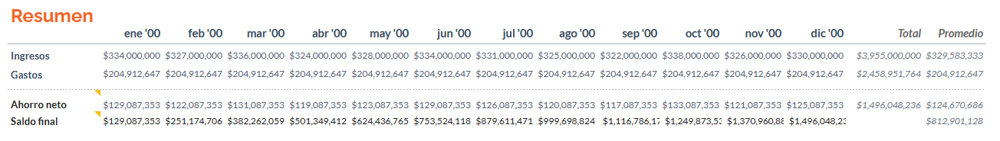 Resumen
ene '00 feb '00 mar '00 abr '00 may '00 jun '00 jul '00 ago '00 sep '00 oct '00 nov '00 dic '00 Total Promedio
Ingresos $334,000,000 $327,000,000 $336,000,000 $324,000,000 $328,000,000 $334,000,000 $331,000,000 $325,000,000 $322,000,000 $338,000,000 $326,000,000 $330,000,000 $3,955,000,000 $329,583,333
Gastos $204,912,647 $204,912,647 $204,912,647 $204,912,647 $204,912,647 $204,912,647 $204,912,647 $204,912,647 $204,912,647 $204,912,647 $204,912,647 $204,912,647 $2,458,951,764 $204,912,647
Ahorro neto $129,087,353 $122,087,353 $131,087,353 $119,087,353 $123,087,353 $129,087,353 $126,087,353 $120,087,353 $117,087,353 $133,087,353 $121,087,353 $125,087,353 $1,496,048,236 $124,670,686
Saldo final $129,087,353 $251,174,706 $382,262,059 $501,349,412 $624,436,765 $753,524,118 $879,611,471 $999,698,824 $1,116,786,17 $1,249,873,53 $1,370,960,88 $1,496,048,23 $812,901,128